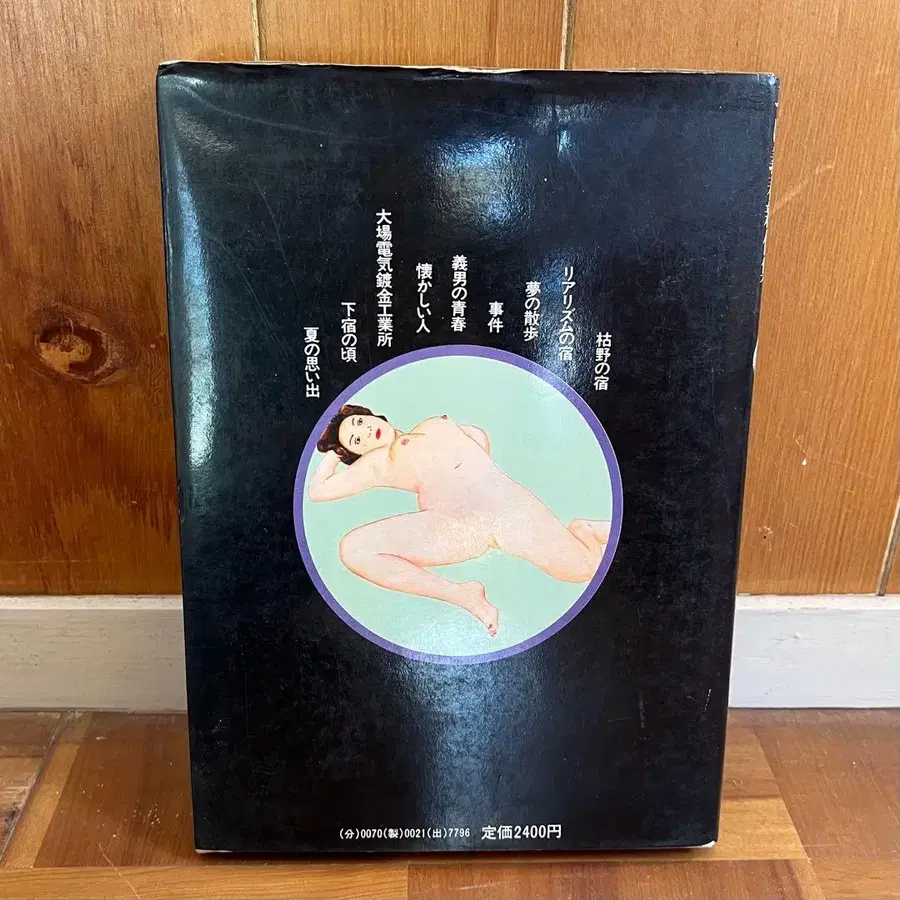 枯野の宿
リアリズムの宿
夢の散歩
事件
義男の青春
懐かしい人
大場電気鍍金工業所
下宿の頃
夏の思い出
(分)0070(製)0021(出)7796 定価2400円